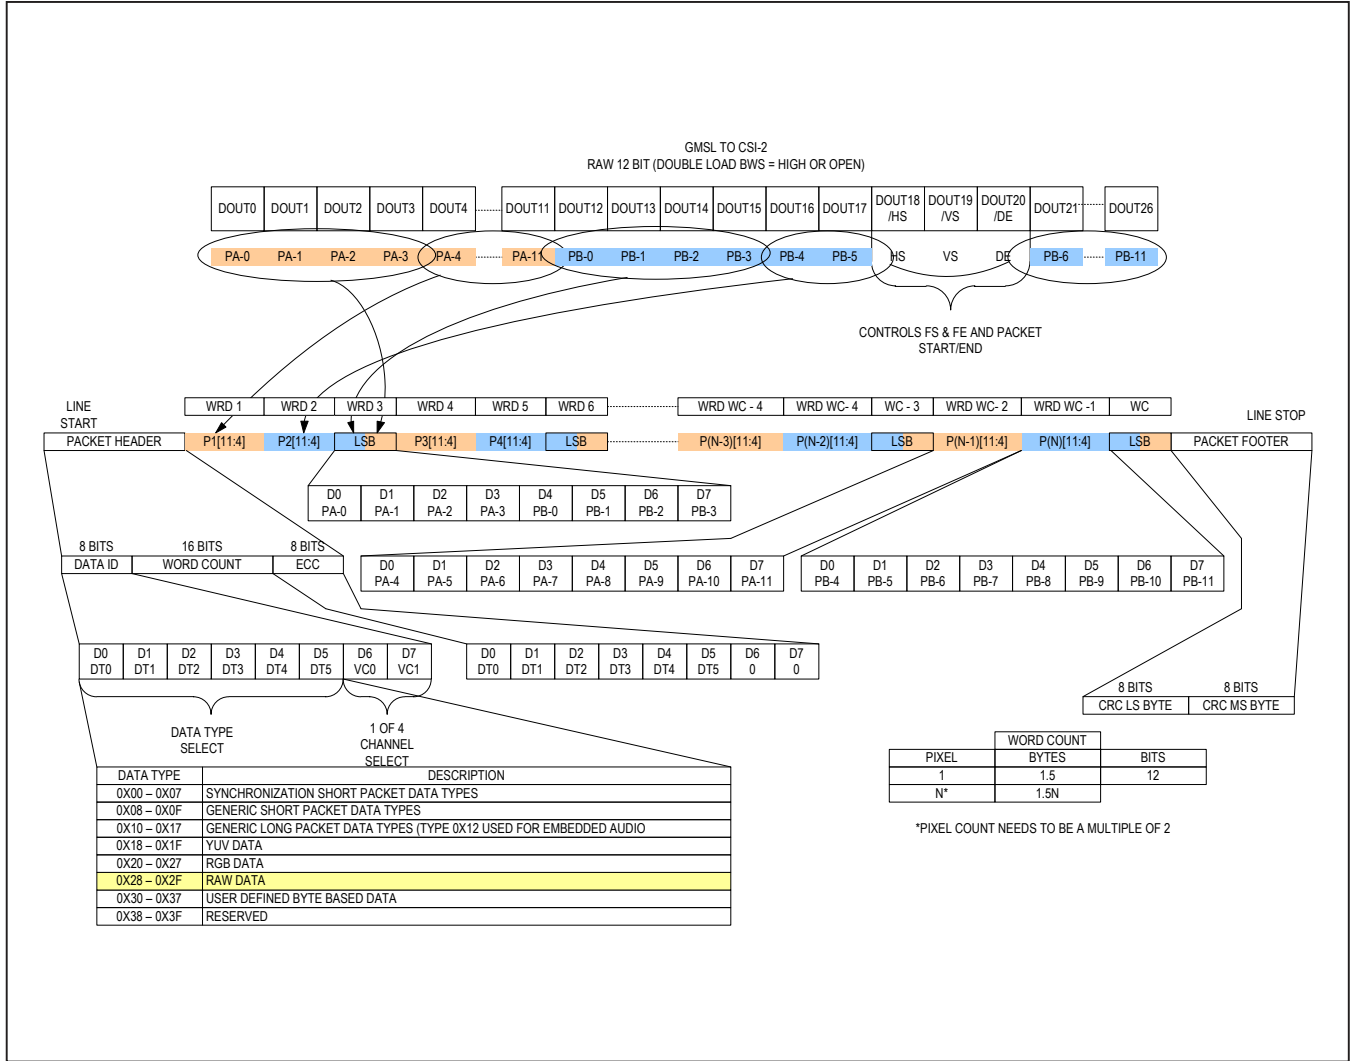 GMSL TO CSI-2
RAW 12 BIT (DOUBLE LOAD BWS = HIGH OR OPEN)
DOUT0 DOUT1 DOUT2 DOUT3 DOUT4 DOUT11 DOUT12 DOUT13 DOUT14 DOUT15 DOUT16 DOUT17 DOUT18 /HS DOUT19 /VS DOUT20 /DE DOUT21 DOUT26
PA-0 PA-1 PA-2 PA-3 PA-4 PA-11 PB-0 PB-1 PB-2 PB-3 PB-4 PB-5 HS VS DE PB-6 PB-11
CONTROLS FS & FE AND PACKET
START/END
LINE
START
WRD 1 WRD 2 WRD 3 WRD 4 WRD 5 WRD 6 WRD WC - 4 WRD WC- 4 WC - 3 WRD WC- 2 WRD WC -1 WC
LINE STOP
PACKET HEADER P1[11:4] P2[11:4] LSB P3[11:4] P4[11:4] LSB P(N-3)[11:4] P(N-2)[11:4] LSB P(N-1)[11:4] P(N)[11:4] LSB PACKET FOOTER
D0 D1 D2 D3 D4 D5 D6 D7
PA-0 PA-1 PA-2 PA-3 PB-0 PB-1 PB-2 PB-3
8 BITS 16 BITS 8 BITS
DATA ID WORD COUNT ECC
D0 D1 D2 D3 D4 D5 D6 D7
PA-4 PA-5 PA-6 PA-7 PA-8 PA-9 PA-10 PA-11
D0 D1 D2 D3 D4 D5 D6 D7
PB-4 PB-5 PB-6 PB-7 PB-8 PB-9 PB-10 PB-11
D0 D1 D2 D3 D4 D5 D6 D7
DT0 DT1 DT2 DT3 DT4 DT5 VC0 VC1
D0 D1 D2 D3 D4 D5 D6 D7
DT0 DT1 DT2 DT3 DT4 DT5 0 0
DATA TYPE
SELECT
1 OF 4
CHANNEL
SELECT
8 BITS 8 BITS
CRC LS BYTE CRC MS BYTE
DATA TYPE DESCRIPTION
0X00 – 0X07 SYNCHRONIZATION SHORT PACKET DATA TYPES
0X08 – 0X0F GENERIC SHORT PACKET DATA TYPES
0X10 – 0X17 GENERIC LONG PACKET DATA TYPES (TYPE 0X12 USED FOR EMBEDDED AUDIO
0X18 – 0X1F YUV DATA
0X20 – 0X27 RGB DATA
0X28 – 0X2F RAW DATA
0X30 – 0X37 USER DEFINED BYTE BASED DATA
0X38 – 0X3F RESERVED
WORD COUNT
PIXEL BYTES BITS
1 1.5 12
N* 1.5N
*PIXEL COUNT NEEDS TO BE A MULTIPLE OF 2